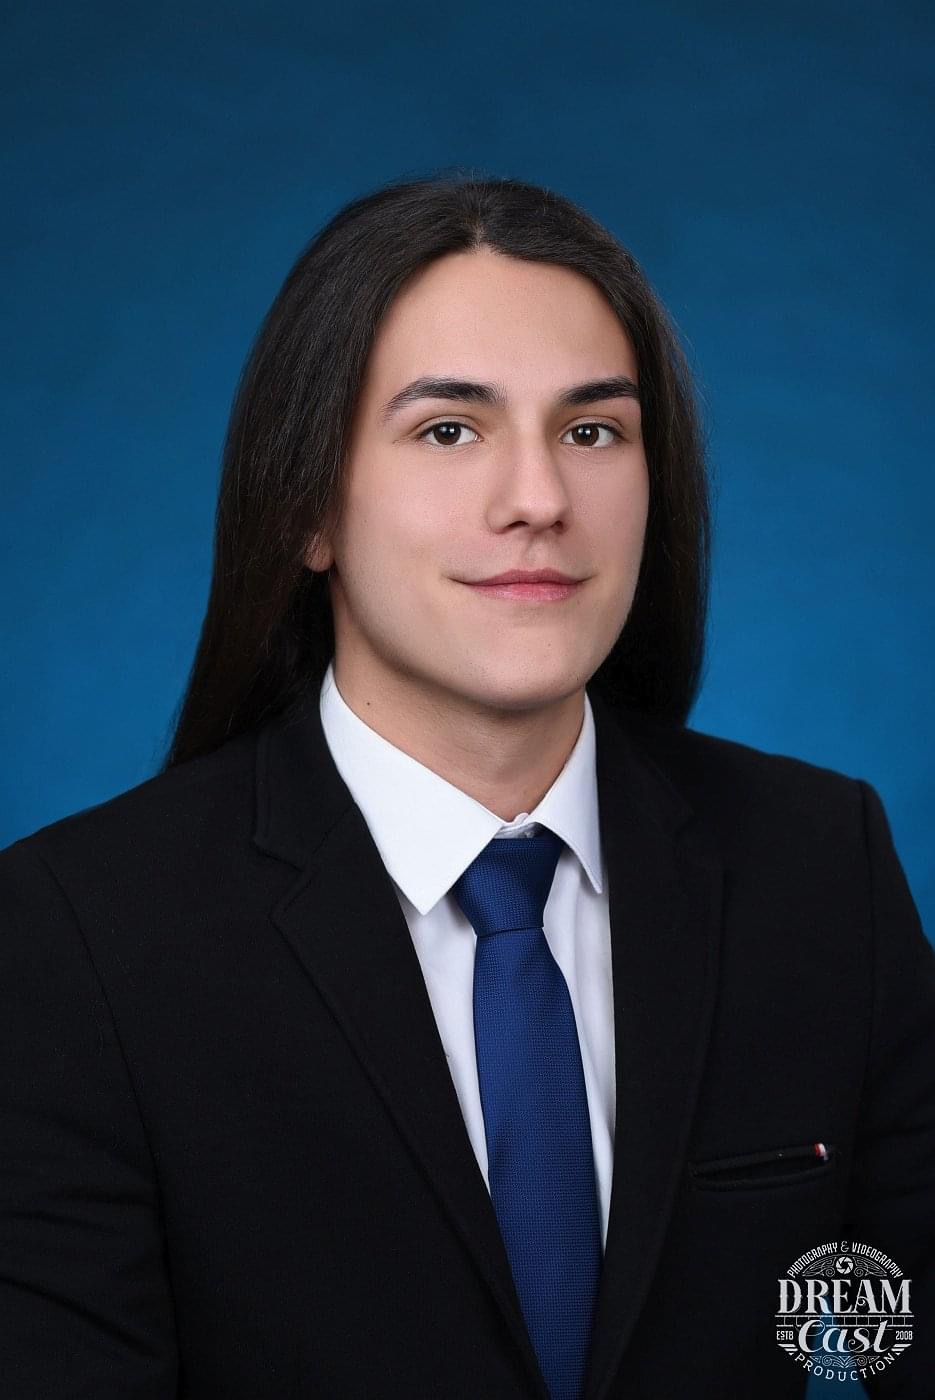 PHOTOGRAPHY & VIDEOGRAPHY
DREAM
ESTB Cast 2008
PRODUCTION